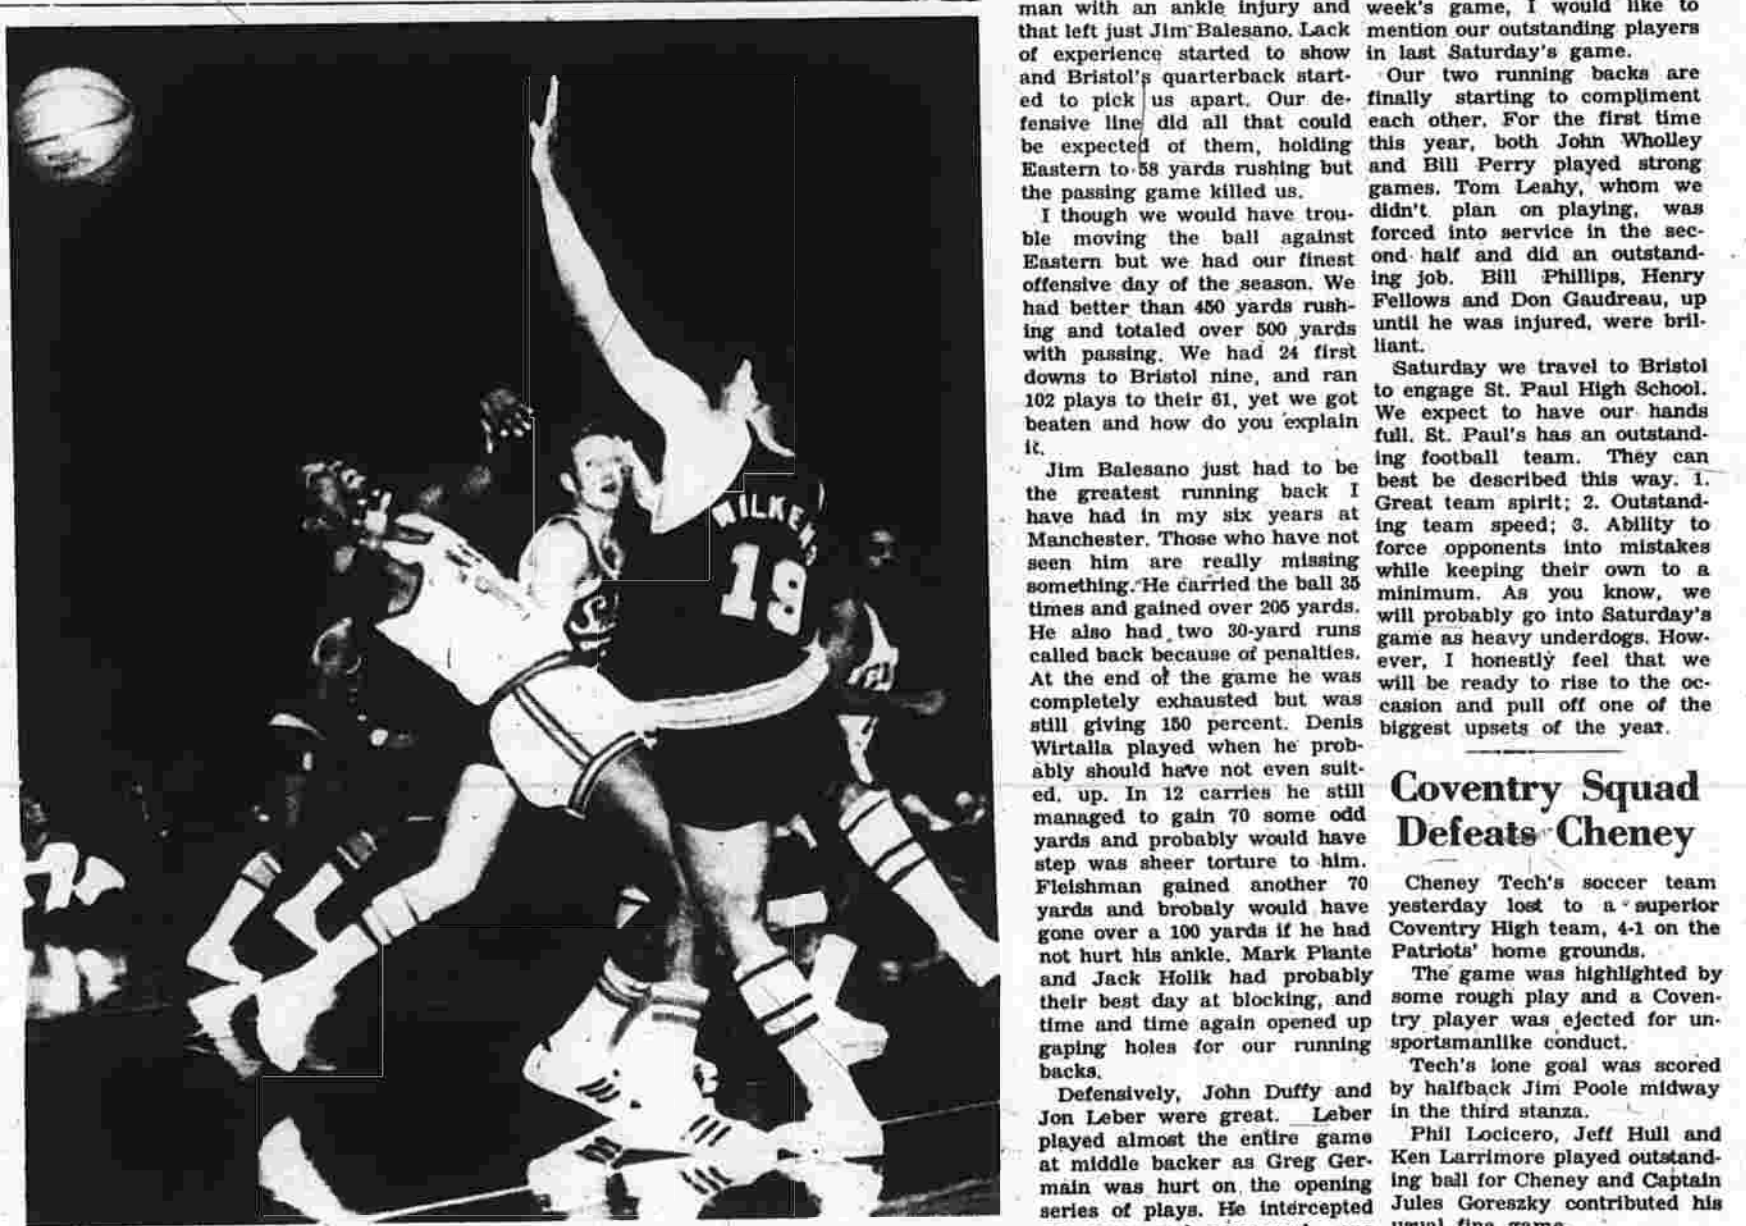 WILKENS
19
man with an ankle injury and
that left just Jim Balesano. Lack
of experience started to show
and Bristol's quarterback start-
ed to pick us apart. Our de-
fensive line did all that could
be expected of them, holding
Eastern to 58 yards rushing but
the passing game killed us.
I though we would have trou-
ble moving the ball against
Eastern but we had our finest
offensive day of the season. We
had better than 450 yards rush-
ing and totaled over 500 yards
with passing. We had 24 first
downs to Bristol nine, and ran
102 plays to their 61, yet we got
beaten and how do you explain
it.
Jim Balesano just had to be
the greatest running back I
have had in my six years at
Manchester. Those who have not
seen him are really missing
something. He carried the ball 35
times and gained over 205 yards.
He also had two 30-yard runs
called back because of penalties.
At the end of the game he was
completely exhausted but was
still giving 150 percent. Denis
Wirtalla played when he prob-
ably should have not even suit-
ed. up. In 12 carries he still
managed to gain 70 some odd
yards and probably would have
step was sheer torture to him.
Fleishman gained another 70
yards and brobaly would have
gone over a 100 yards if he had
not hurt his ankle. Mark Plante
and Jack Holik had probably
their best day at blocking, and
time and time again opened up
gaping holes for our running
backs.
Defensively, John Duffy and
Jon Leber were great. Leber
played almost the entire game
at middle backer as Greg Ger-
main was hurt on the opening
series of plays. He intercepted
week's game, I would like to
mention our outstanding players
in last Saturday's game.
Our two running backs are
finally starting to compliment
each other. For the first time
this year, both John Wholley
and Bill Perry played strong
games. Tom Leahy, whom we
didn't plan on playing, was
forced into service in the sec-
ond half and did an outstand-
ing job. Bill Phillips, Henry
Fellows and Don Gaudreau, up
until he was injured, were bril-
liant.
Saturday we travel to Bristol
to engage St. Paul High School.
We expect to have our hands
full. St. Paul's has an outstand-
ing football team. They can
best be described this way. 1.
Great team spirit; 2. Outstand-
ing team speed; 3. Ability to
force opponents into mistakes
while keeping their own to a
minimum. As you know, we
will probably go into Saturday's
game as heavy underdogs. How-
ever, I honestly feel that we
will be ready to rise to the oc-
casion and pull off one of the
biggest upsets of the year.
Coventry Squad
Defeats Cheney
Cheney Tech's soccer team
yesterday lost to a superior
Coventry High team, 4-1 on the
Patriots' home grounds.
The game was highlighted by
some rough play and a Coven-
try player was ejected for un-
sportsmanlike conduct.
Tech's lone goal was scored
by halfback Jim Poole midway
in the third stanza.
Phil Locicero, Jeff Hull and
Ken Larrimore played outstand-
ing ball for Cheney and Captain
Jules Goreszky contributed his
usual fine game.